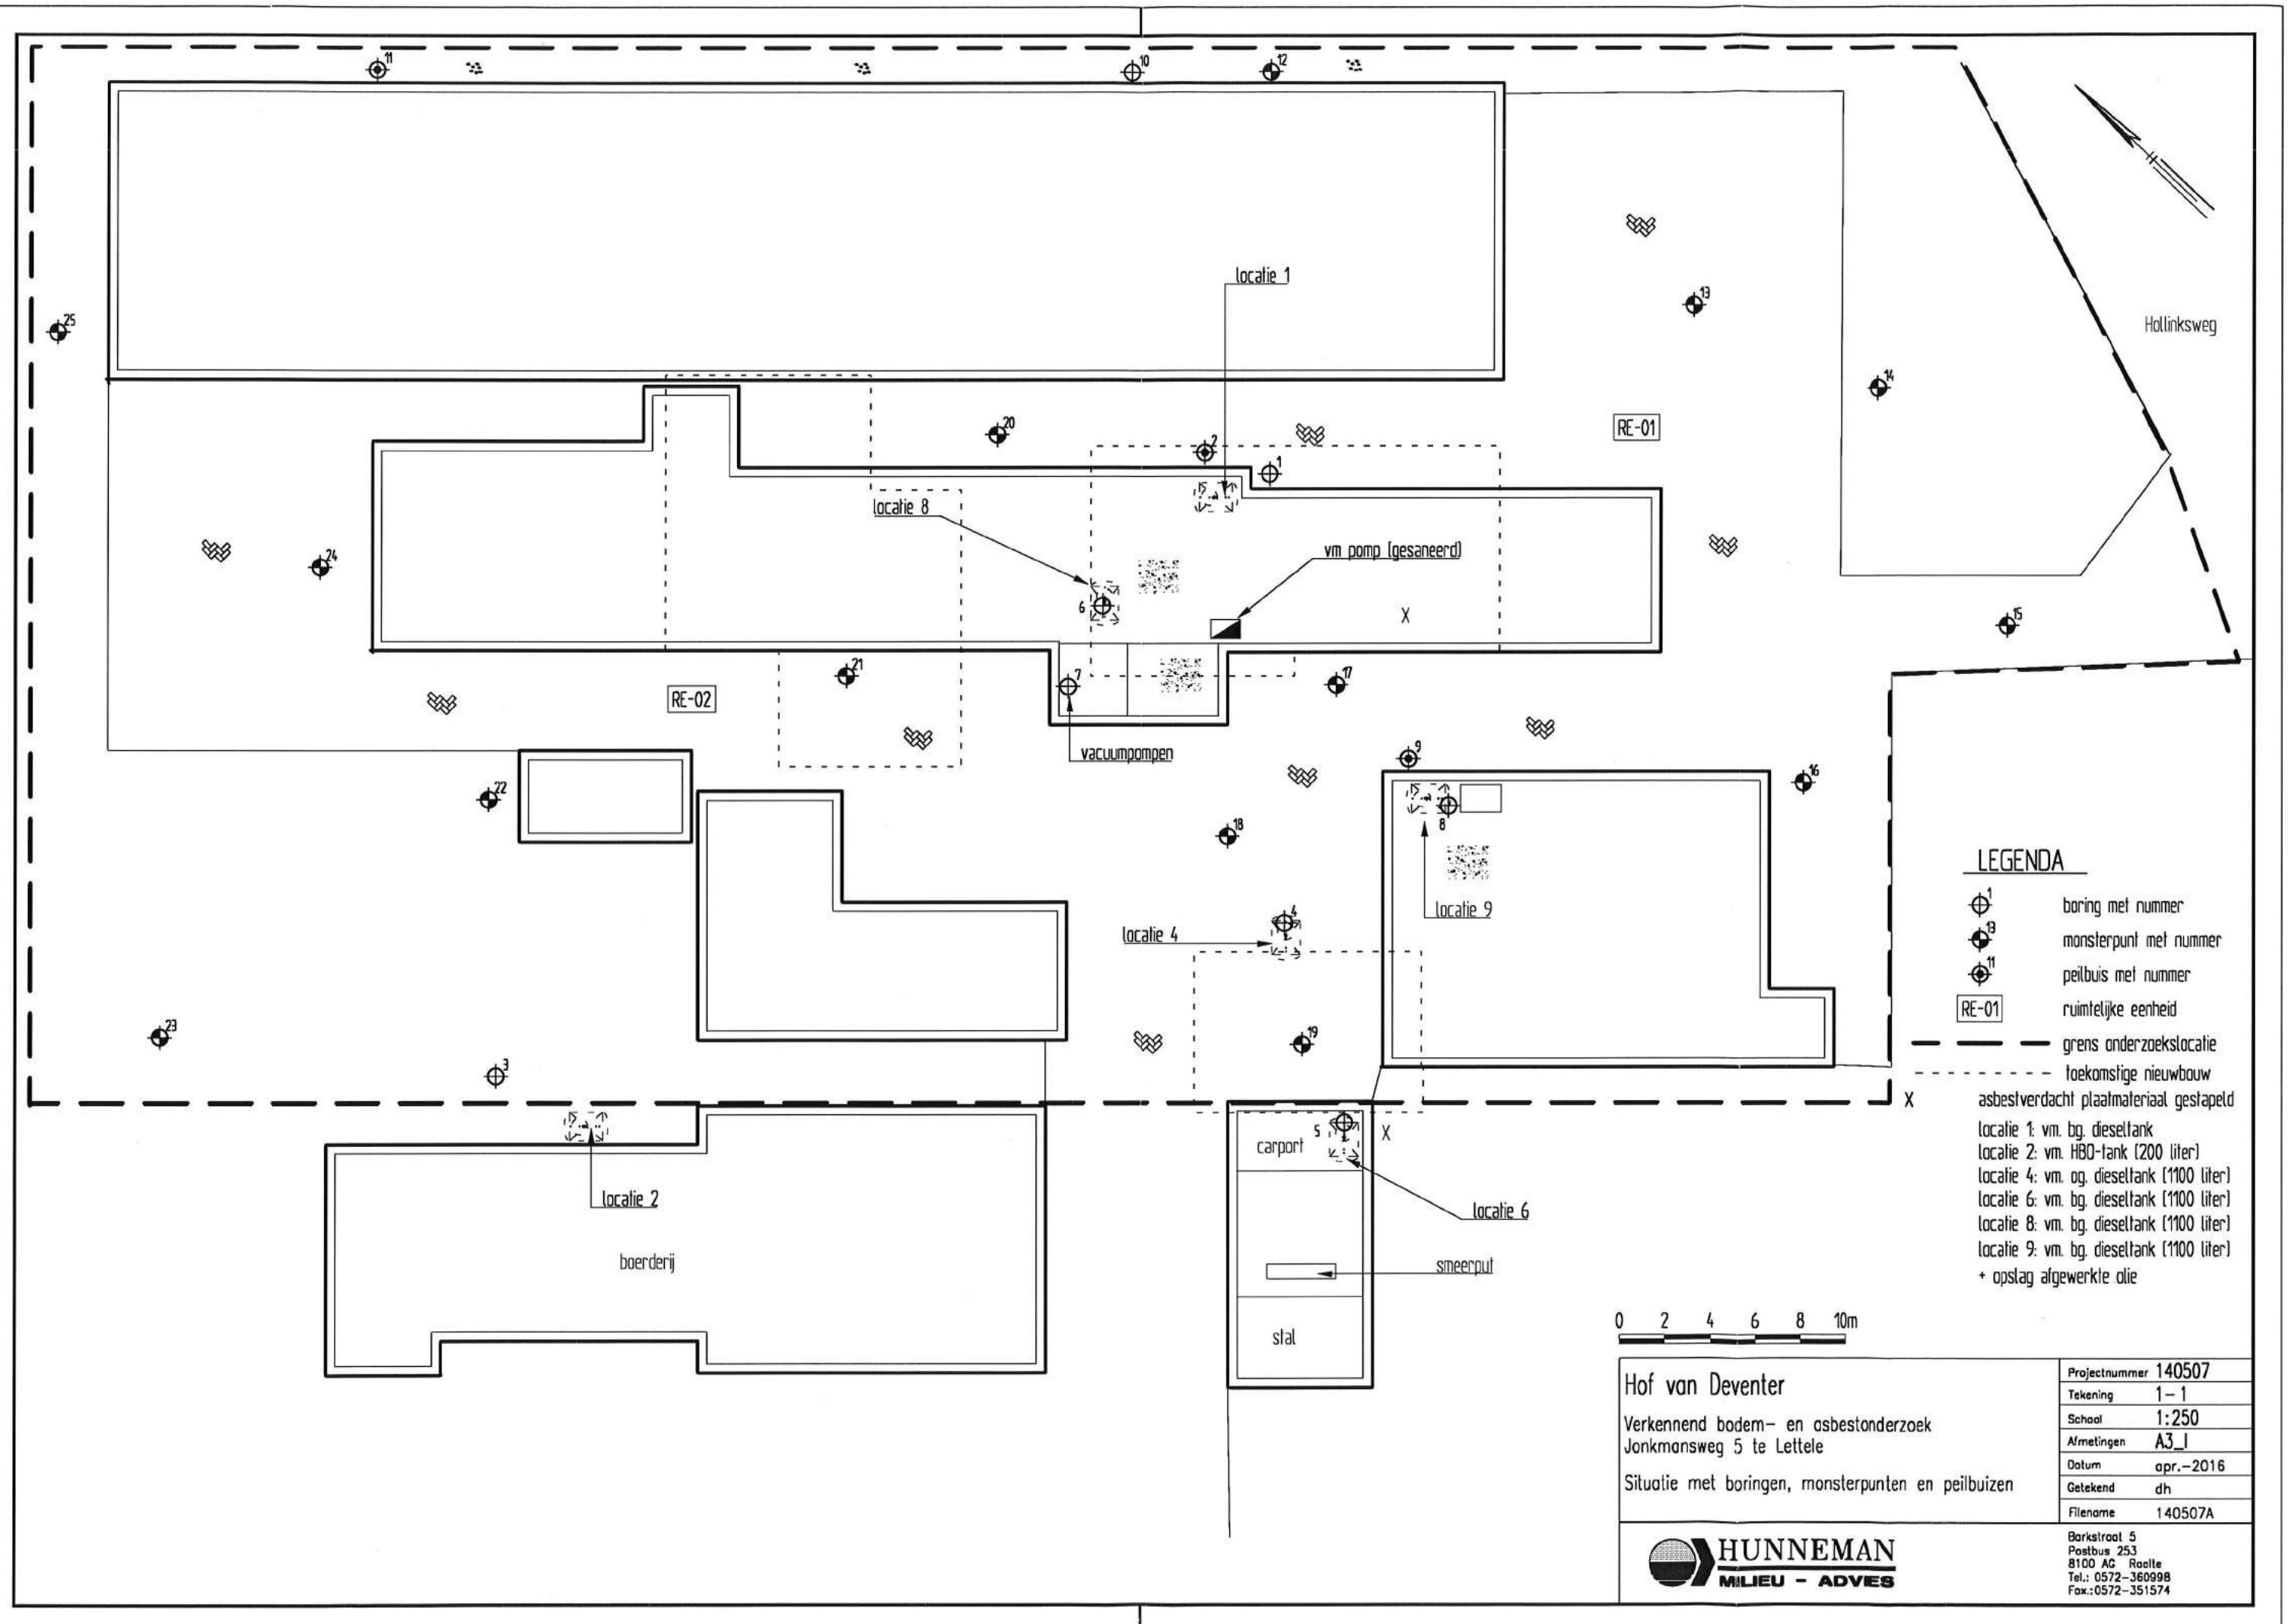 11
10
12
25
locatie 1
13
Hollinksweg
14
20
2
1
RE-01
locatie 8
vm pomp (gesaneerd)
24
6
X
15
21
7
17
RE-02
vacuumpompen
9
22
16
8
18
locatie 9
4
locatie 4
23
19
3
5
carport
X
locatie 2
locatie 6
boerderij
smeerput
stal
LEGENDA
1 boring met nummer
13 monsterpunt met nummer
11 peilbuis met nummer
RE-01 ruimtelijke eenheid
grens onderzoekslocatie
toekomstige nieuwbouw
X asbestverdacht plaatmateriaal gestapeld
locatie 1: vm. bg. dieseltank
locatie 2: vm. HBO-tank (200 liter)
locatie 4: vm. og. dieseltank (1100 liter)
locatie 6: vm. bg. dieseltank (1100 liter)
locatie 8: vm. bg. dieseltank (1100 liter)
locatie 9: vm. bg. dieseltank (1100 liter)
+ opslag afgewerkte olie
0 2 4 6 8 10m
Hof van Deventer
Verkennend bodem- en asbestonderzoek
Jonkmansweg 5 te Lettele
Situatie met boringen, monsterpunten en peilbuizen
Projectnummer 140507
Tekening 1-1
Schaal 1:250
Afmetingen A3_l
Datum apr.-2016
Getekend dh
Filename 140507A
HUNNEMAN
MILIEU - ADVIES
Barkstraat 5
Postbus 253
8100 AG Raalte
Tel.: 0572-360998
Fax.:0572-351574